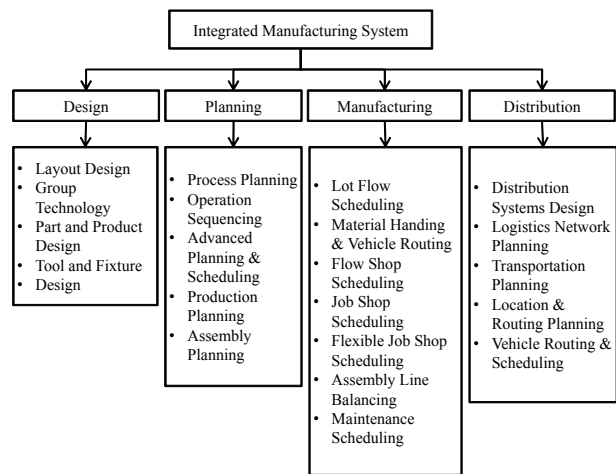 Integrated Manufacturing System
Design
Planning
Manufacturing
Distribution
• Layout Design
• Group
Technology
• Part and Product
Design
• Tool and Fixture
• Design
• Process Planning
• Operation
Sequencing
• Advanced
Planning &
Scheduling
• Production
Planning
• Assembly
Planning
• Lot Flow
Scheduling
• Material Handing
& Vehicle Routing
• Flow Shop
Scheduling
• Job Shop
Scheduling
• Flexible Job Shop
Scheduling
• Assembly Line
Balancing
• Maintenance
Scheduling
• Distribution
Systems Design
• Logistics Network
Planning
• Transportation
Planning
• Location &
Routing Planning
• Vehicle Routing &
Scheduling